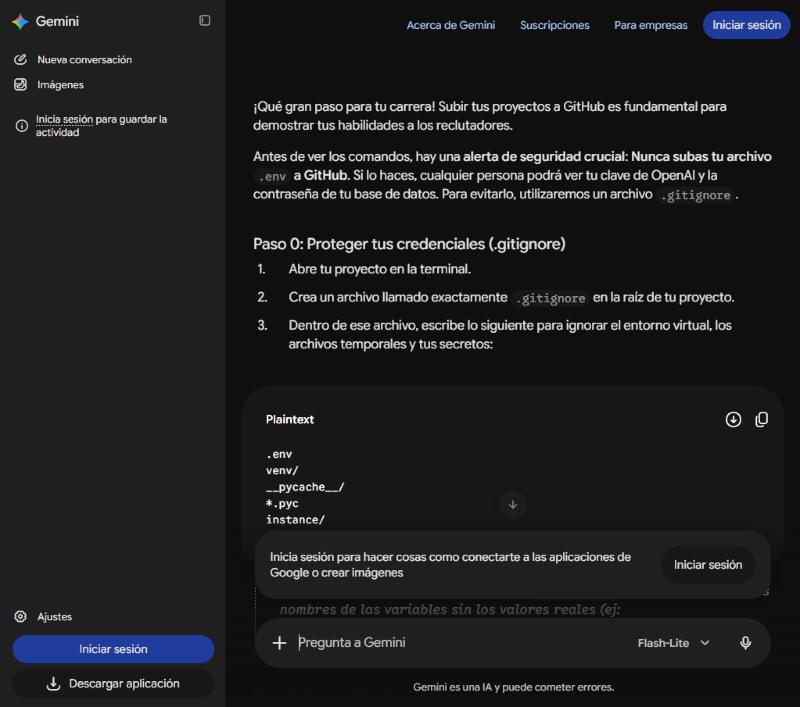 Gemini
Nueva conversación
Imágenes
Inicia sesión para guardar la
actividad
Ajustes
Iniciar sesión
Descargar aplicación
Acerca de Gemini
Suscripciones
Para empresas
Iniciar sesión
¡Qué gran paso para tu carrera! Subir tus proyectos a GitHub es fundamental para
demostrar tus habilidades a los reclutadores.
Antes de ver los comandos, hay una alerta de seguridad crucial: Nunca subas tu archivo
.env a GitHub. Si lo haces, cualquier persona podrá ver tu clave de OpenAI y la
contraseña de tu base de datos. Para evitarlo, utilizaremos un archivo .gitignore .
Paso 0: Proteger tus credenciales (.gitignore)
1. Abre tu proyecto en la terminal.
2. Crea un archivo llamado exactamente .gitignore en la raíz de tu proyecto.
3. Dentro de ese archivo, escribe lo siguiente para ignorar el entorno virtual, los
archivos temporales y tus secretos:
Plaintext
.env
venv/
__pycache__/
*.pyc
instance/
Inicia sesión para hacer cosas como conectarte a las aplicaciones de
Google o crear imágenes
Iniciar sesión
nombres de las variables sin los valores reales (ej:
Pregunta a Gemini
Flash-Lite
Gemini es una IA y puede cometer errores.